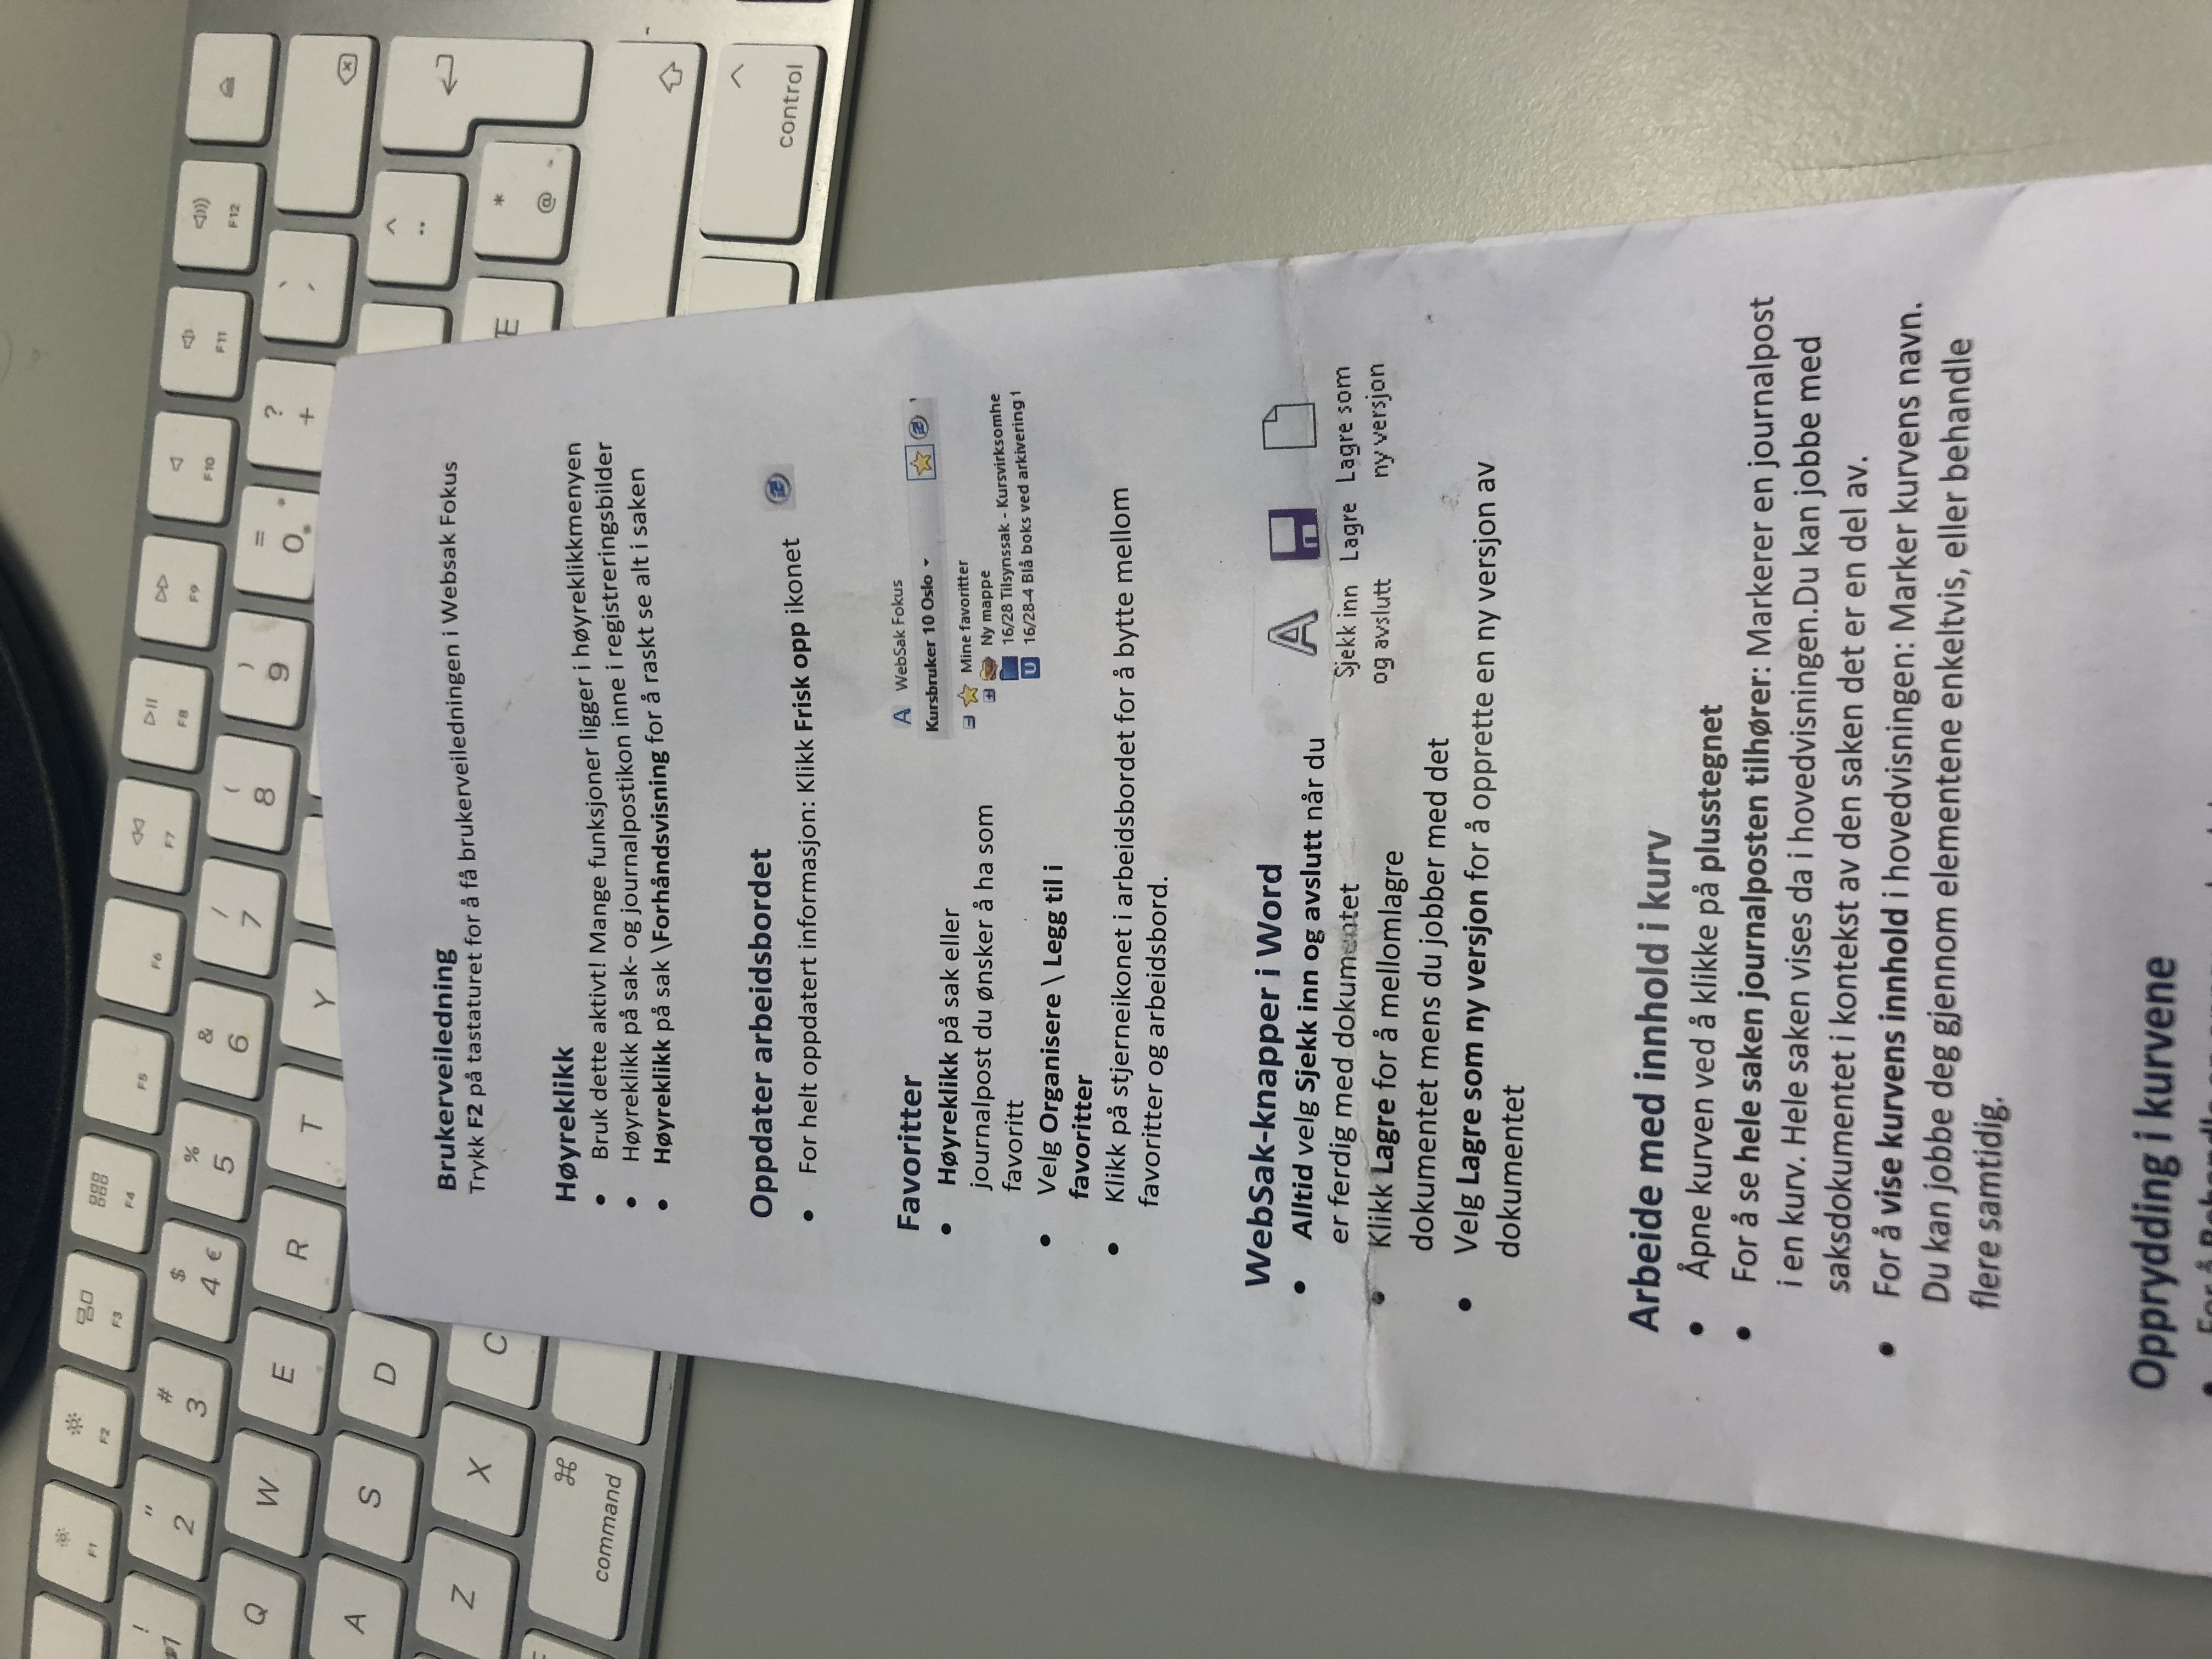 F1 F2 F3 F4 F5 F6 F7 F8 F9 F10 F11 F12
! " # $ % & / ( ) = ? `
1 2 3 4 € 5 6 7 8 9 0 + ´
Q W E R T Y
A S D ^ ¨
Z X C Æ * @
command
control
Brukerveiledning
Trykk F2 på tastaturet for å få brukerveiledningen i Websak Fokus
Høyreklikk
• Bruk dette aktivt! Mange funksjoner ligger i høyreklikkmenyen
• Høyreklikk på sak- og journalpostikon inne i registreringsbilder
• Høyreklikk på sak \Forhåndsvisning for å raskt se alt i saken
Oppdater arbeidsbordet
• For helt oppdatert informasjon: Klikk Frisk opp ikonet
Favoritter
• Høyreklikk på sak eller
journalpost du ønsker å ha som
favoritt
• Velg Organisere \ Legg til i
favoritter
• Klikk på stjerneikonet i arbeidsbordet for å bytte mellom
favoritter og arbeidsbord.
A WebSak Fokus
Kursbruker 10 Oslo
Mine favoritter
Ny mappe
16/28 Tilsynssak - Kursvirksomhe
U 16/28-4 Blå boks ved arkivering
WebSak-knapper i Word
• Alltid velg Sjekk inn og avslutt når du
er ferdig med dokumentet
• Klikk Lagre for å mellomlagre
dokumentet mens du jobber med det
• Velg Lagre som ny versjon for å opprette en ny versjon av
dokumentet
A
Sjekk inn
og avslutt
Lagre
Lagre som
ny versjon
Arbeide med innhold i kurv
• Åpne kurven ved å klikke på plusstegnet
• For å se hele saken journalposten tilhører: Markerer en journalpost
i en kurv. Hele saken vises da i hovedvisningen.Du kan jobbe med
saksdokumentet i kontekst av den saken det er en del av.
• For å vise kurvens innhold i hovedvisningen: Marker kurvens navn.
Du kan jobbe deg gjennom elementene enkeltvis, eller behandle
flere samtidig.
Opprydding i kurvene
• For å Behandle